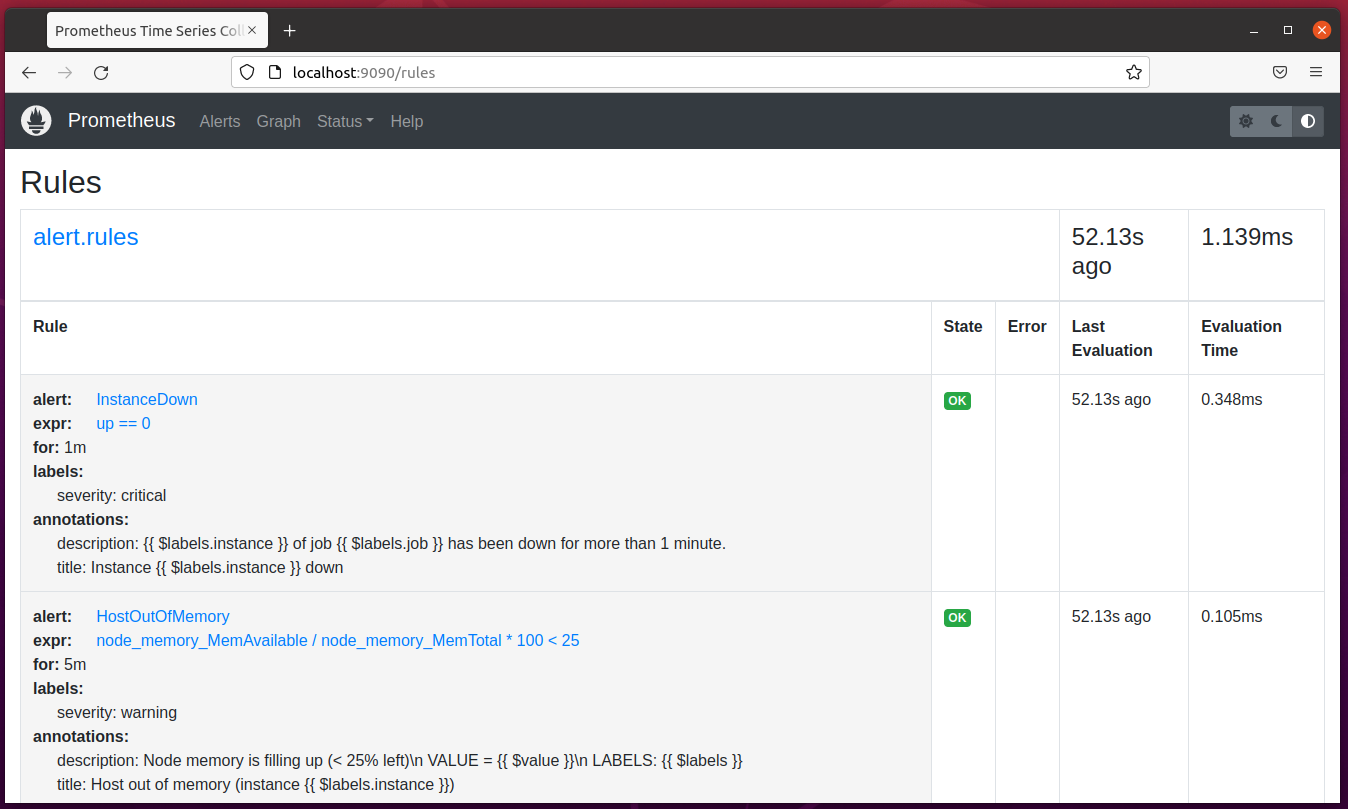 Prometheus Time Series Coll
localhost:9090/rules
Prometheus Alerts Graph Status Help
Rules
alert.rules 52.13s ago 1.139ms
Rule State Error Last Evaluation Evaluation Time
alert: InstanceDown OK 52.13s ago 0.348ms
expr: up == 0
for: 1m
labels:
severity: critical
annotations:
description: {{ $labels.instance }} of job {{ $labels.job }} has been down for more than 1 minute.
title: Instance {{ $labels.instance }} down
alert: HostOutOfMemory OK 52.13s ago 0.105ms
expr: node_memory_MemAvailable / node_memory_MemTotal * 100 < 25
for: 5m
labels:
severity: warning
annotations:
description: Node memory is filling up (< 25% left)\n VALUE = {{ $value }}\n LABELS: {{ $labels }}
title: Host out of memory (instance {{ $labels.instance }})